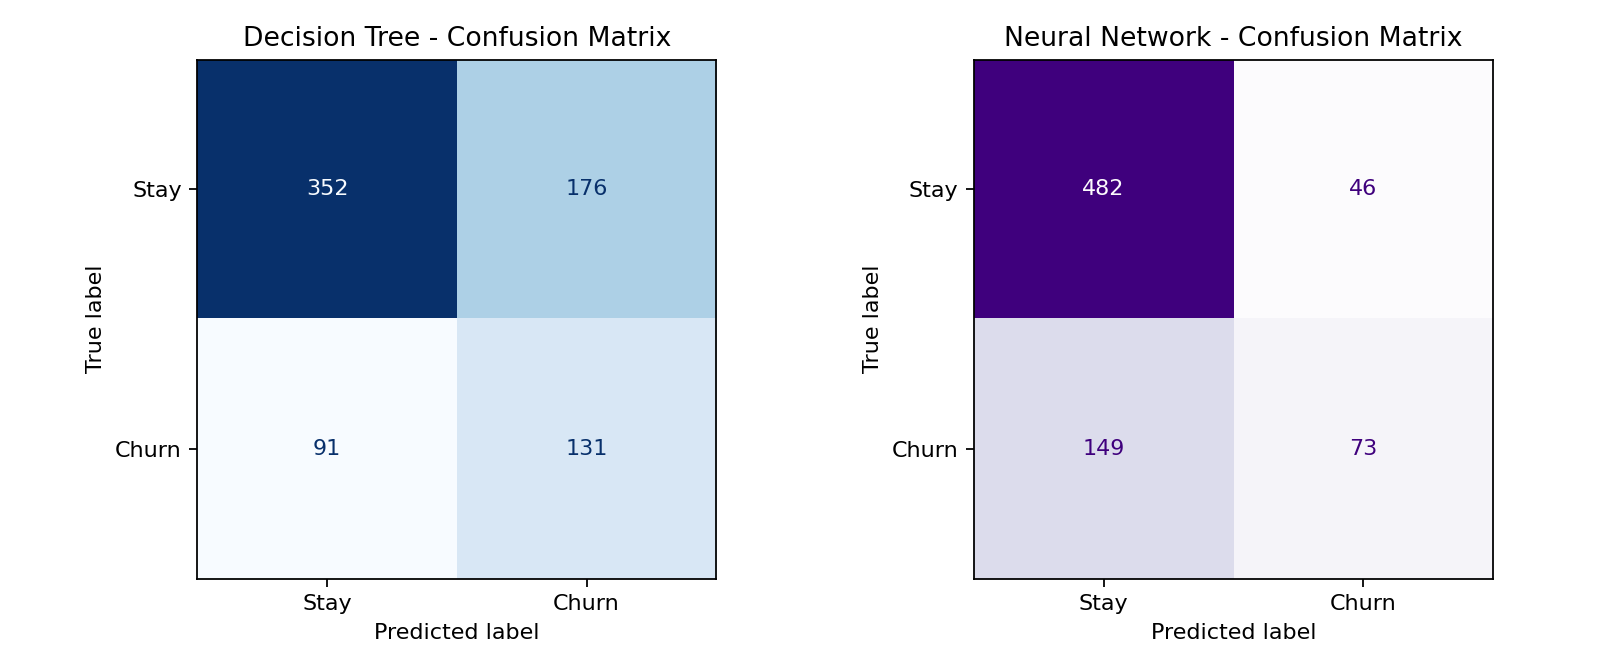 Decision Tree - Confusion Matrix
Stay
352
176
Churn
91
131
True label
Stay
Churn
Predicted label
Neural Network - Confusion Matrix
Stay
482
46
Churn
149
73
True label
Stay
Churn
Predicted label